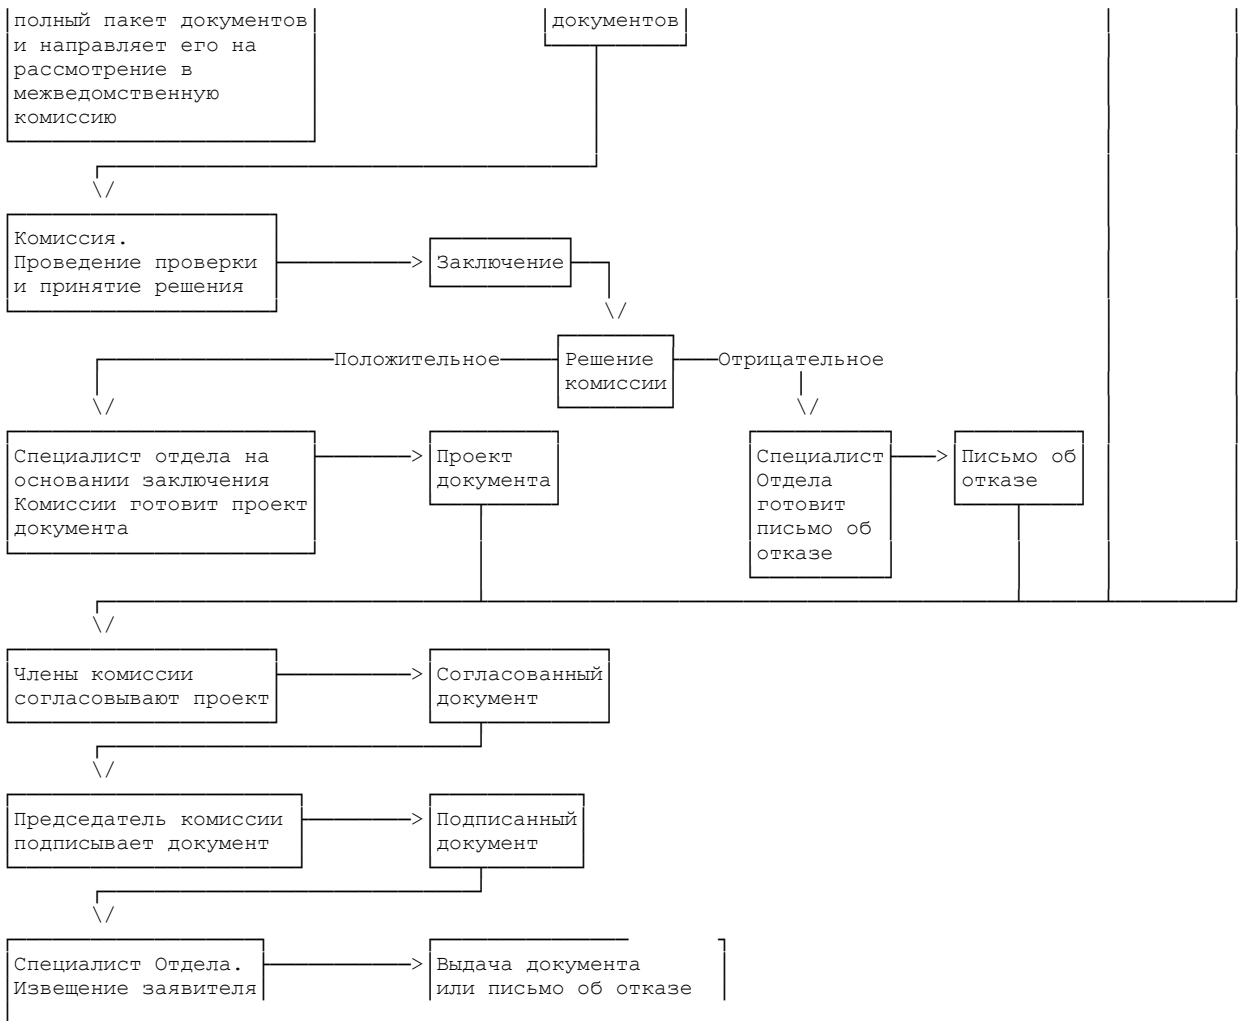 полный пакет документов
и направляет его на
рассмотрение в
межведомственную
комиссию
документов
Комиссия.
Проведение проверки
и принятие решения
Заключение
Решение
комиссии
Положительное
Отрицательное
Специалист отдела на
основании заключения
Комиссии готовит проект
документа
Проект
документа
Специалист
Отдела
готовит
письмо об
отказе
Письмо об
отказе
Члены комиссии
согласовывают проект
Согласованный
документ
Председатель комиссии
подписывает документ
Подписанный
документ
Специалист Отдела.
Извещение заявителя
Выдача документа
или письмо об отказе